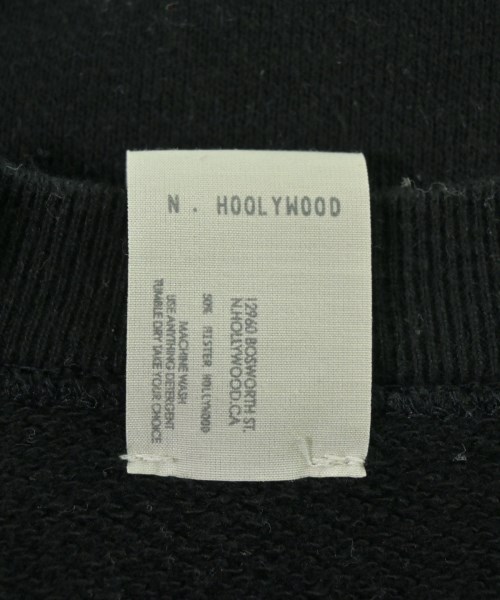 N. HOOLYWOOD
12960 BOSWORTH ST.
N.HOLLYWOOD.CA
50% MISTER HOLLYWOOD
MACHINE WASH
USE ANYTHING DETERGENT
TUMBLE DRY TAKE YOUR CHOICE